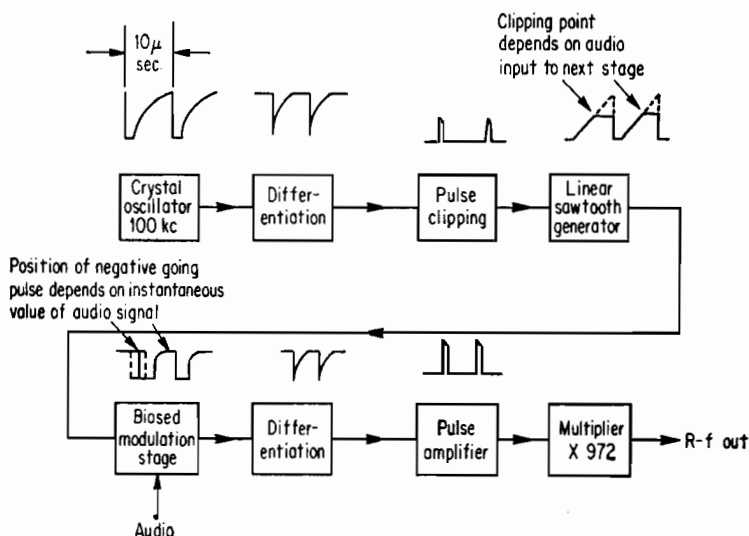 10μ
sec.
Clipping point
depends on audio
input to next stage
Crystal
oscillator
100 kc
Differ-
entiation
Pulse
clipping
Linear
sawtooth
generator
Position of negative going
pulse depends on instantaneous
value of audio signal
Biased
modulation
stage
Differ-
entiation
Pulse
amplifier
Multiplier
X 972
R-f out
Audio